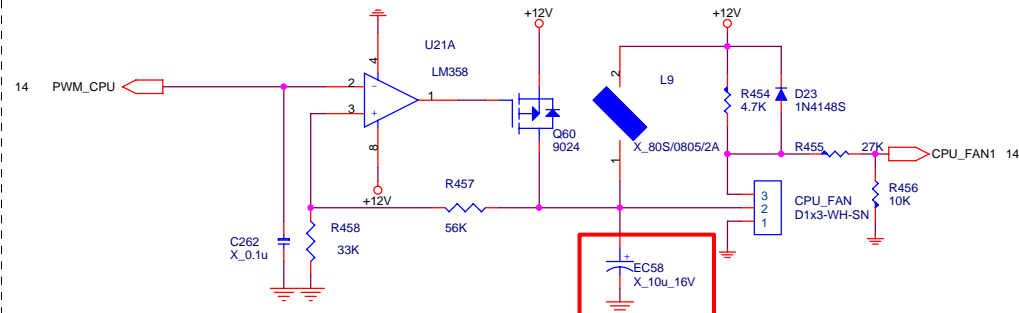 +12V
+12V
U21A
LM358
4
14 PWM_CPU
2
3
1
8
+12V
Q60
9024
2
L9
X_80S/0805/2A
1
R454
4.7K
D23
1N4148S
R455
27K
CPU_FAN1 14
R456
10K
3
2
1
CPU_FAN
D1x3-WH-SN
R457
56K
C262
X_0.1u
R458
33K
+
EC58
X_10u_16V